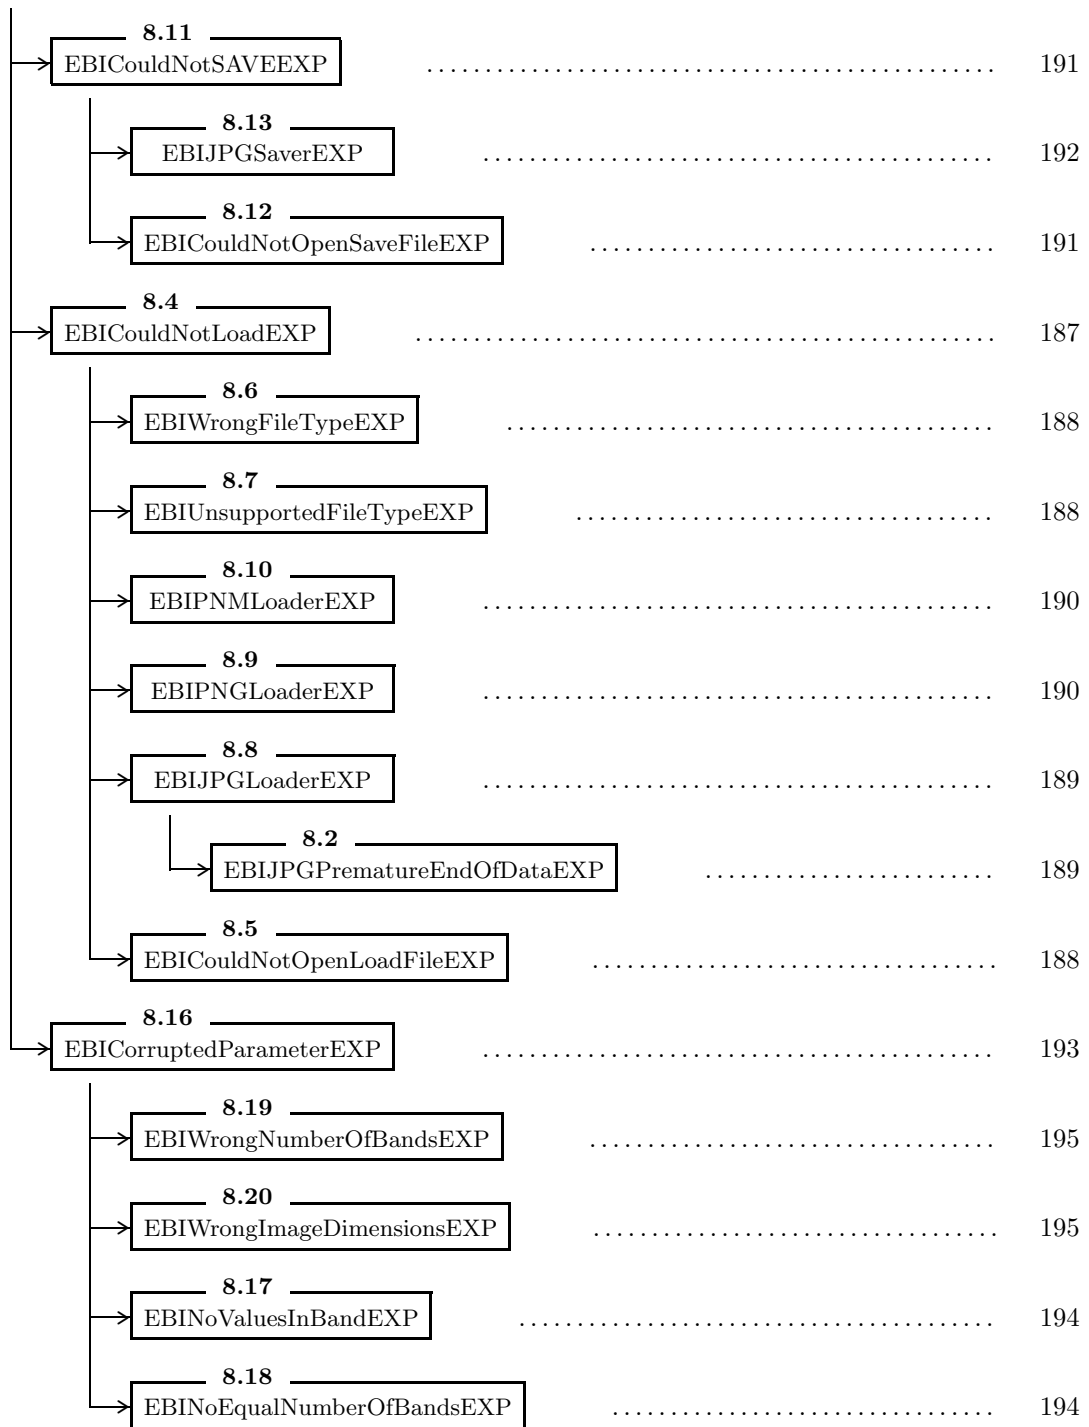 8.11
EBICouldNotSAVEEXP ................................................ 191
8.13
EBIJPGSaverEXP ........................................... 192
8.12
EBICouldNotOpenSaveFileEXP .................................. 191
8.4
EBICouldNotLoadEXP ................................................. 187
8.6
EBIWrongFileTypeEXP ......................................... 188
8.7
EBIUnsupportedFileTypeEXP ................................... 188
8.10
EBIPNMLoaderEXP ........................................... 190
8.9
EBIPNGLoaderEXP ........................................... 190
8.8
EBIJPGLoaderEXP ........................................... 189
8.2
EBIJPGPrematureEndOfDataEXP ........................ 189
8.5
EBICouldNotOpenLoadFileEXP .................................. 188
8.16
EBICorruptedParameterEXP ........................................... 193
8.19
EBIWrongNumberOfBandsEXP .................................. 195
8.20
EBIWrongImageDimensionsEXP .................................. 195
8.17
EBINoValuesInBandEXP ........................................ 194
8.18
EBINoEqualNumberOfBandsEXP ................................ 194